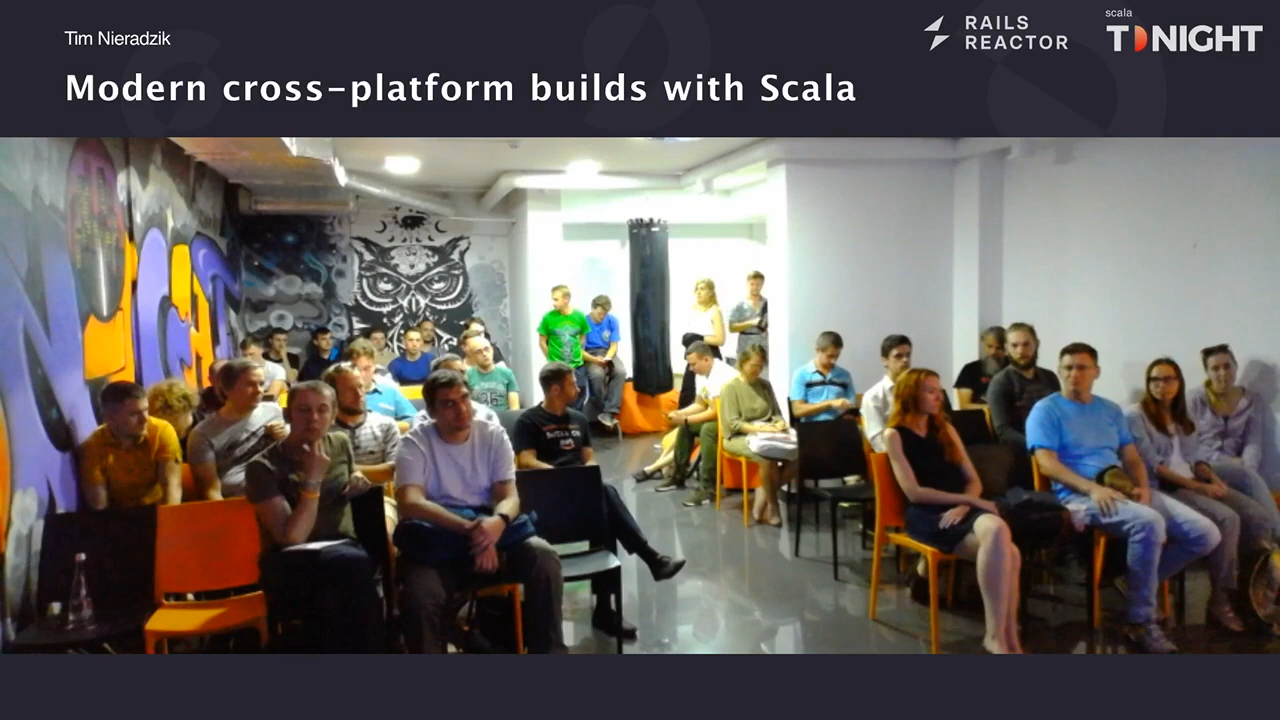 Tim Nieradzik
Modern cross-platform builds with Scala
RAILS
REACTOR
scala
TONIGHT